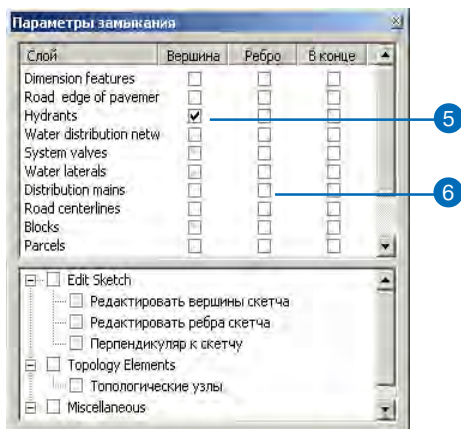 Параметры замыкания
Слой Вершина Ребро В конце
Dimension features
Road edge of pavemer
Hydrants
5
Water distribution netw
System valves
Water laterals
Distribution mains
6
Road centerlines
Blocks
Parcels
Edit Sketch
Редактировать вершины скетча
Редактировать ребра скетча
Перпендикуляр к скетчу
Topology Elements
Топологические узлы
Miscellaneous